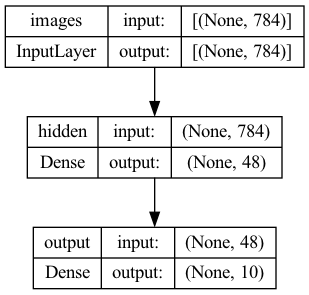 images input: [(None, 784)]
InputLayer output: [(None, 784)]
hidden input: (None, 784)
Dense output: (None, 48)
output input: (None, 48)
Dense output: (None, 10)